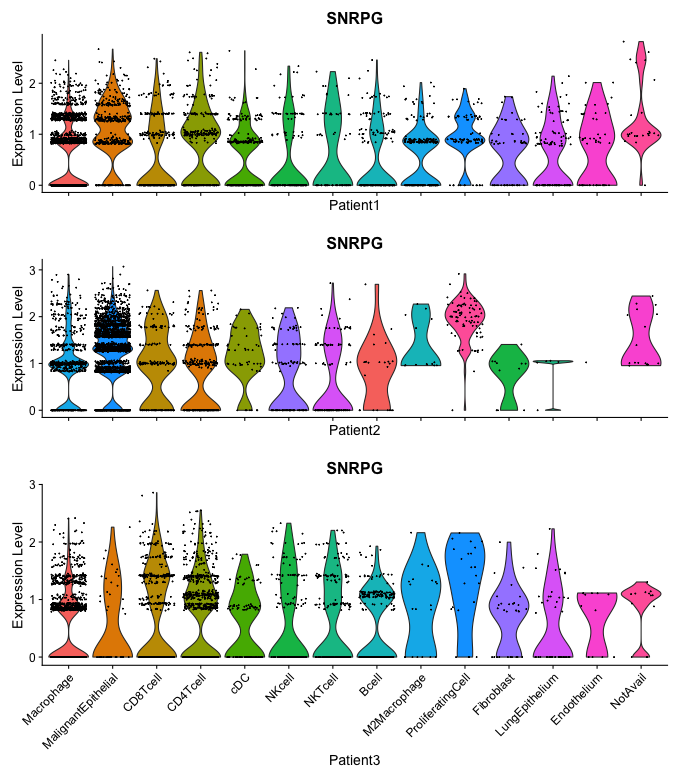 SNRPG
Expression Level
2
1
0
Patient1
SNRPG
Expression Level
3
2
1
0
Patient2
SNRPG
Expression Level
3
2
1
0
Macrophage
MalignantEpithelial
CD8Tcell
CD4Tcell
cDC
NKcell
NKTcell
Bcell
M2Macrophage
ProliferatingCell
Fibroblast
LungEpithelium
Endothelium
NotAvail
Patient3